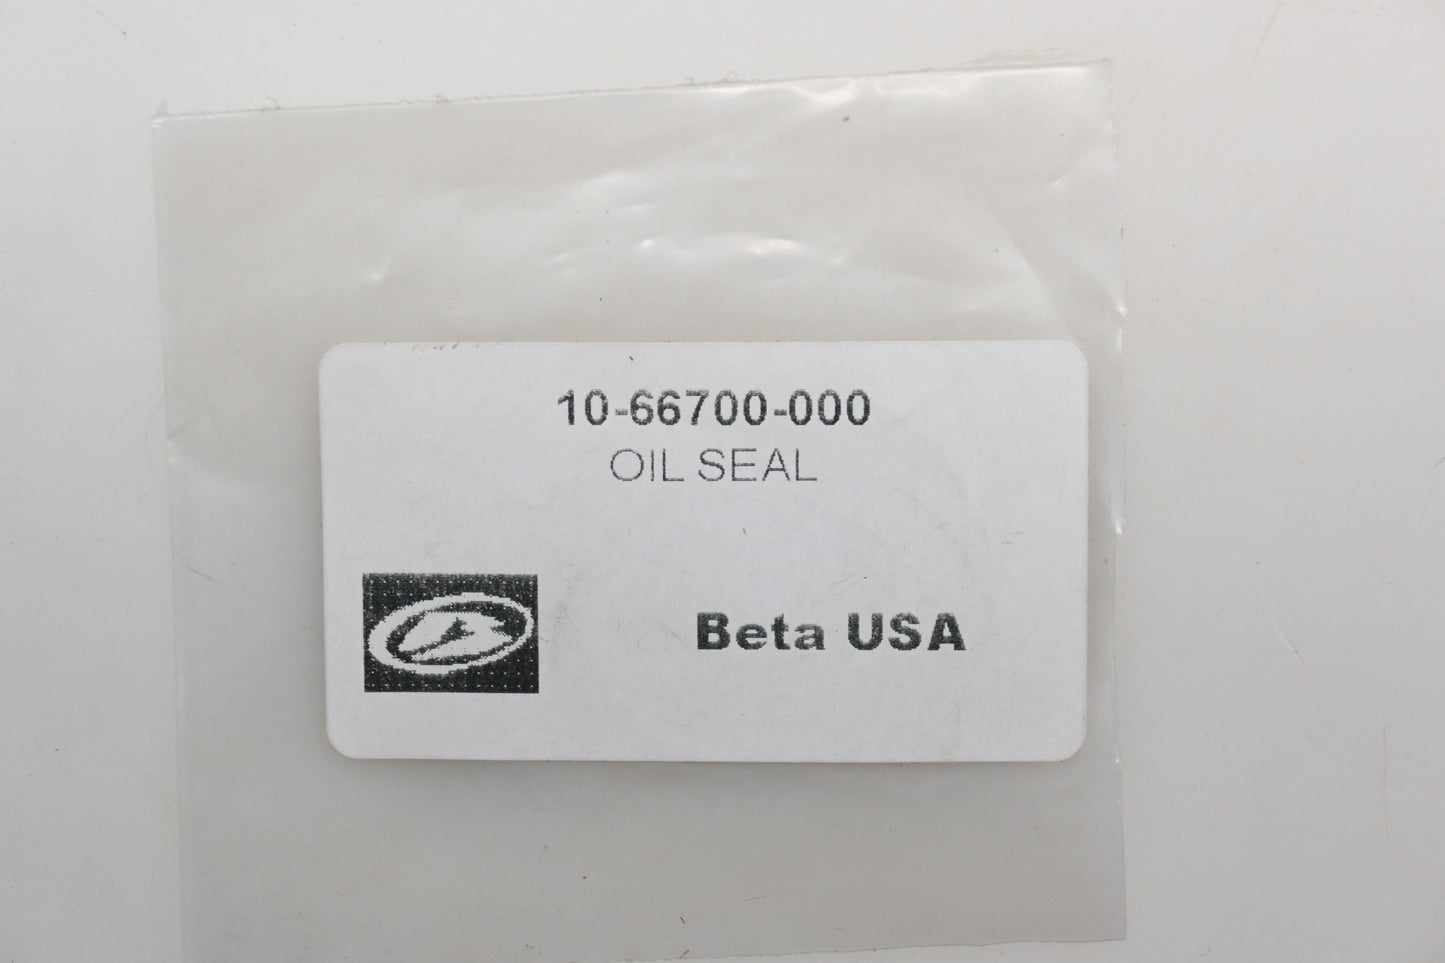 10-66700-000
OIL SEAL
Beta USA